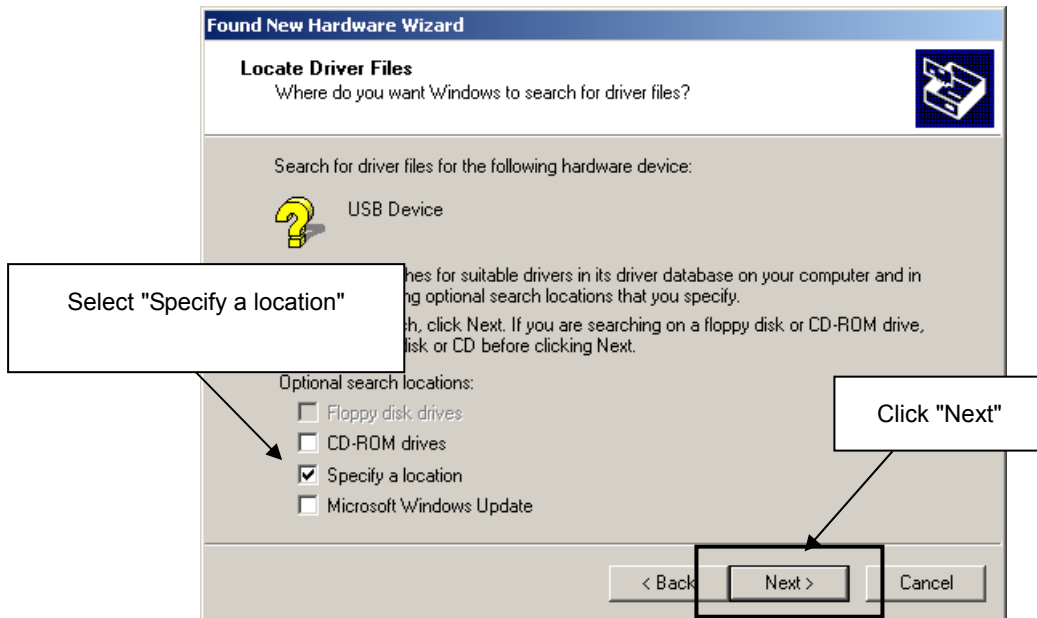 Found New Hardware Wizard
Locate Driver Files
Where do you want Windows to search for driver files?
Search for driver files for the following hardware device:
USB Device
hes for suitable drivers in its driver database on your computer and in
ng optional search locations that you specify.
Select "Specify a location"
h, click Next. If you are searching on a floppy disk or CD-ROM drive,
disk or CD before clicking Next.
Optional search locations:
Floppy disk drives
CD-ROM drives
Specify a location
Microsoft Windows Update
Click "Next"
< Back
Next >
Cancel